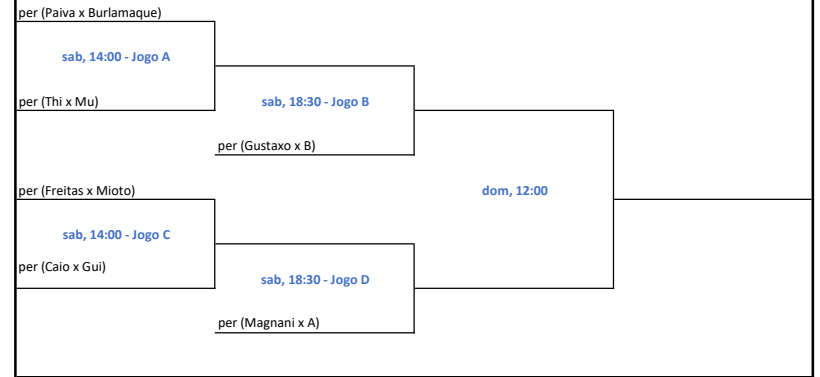 per (Paiva x Burlamaque)
sab, 14:00 - Jogo A
per (Thi x Mu)
sab, 18:30 - Jogo B
per (Gustaxo x B)
per (Freitas x Mioto)
dom, 12:00
sab, 14:00 - Jogo C
per (Caio x Gui)
sab, 18:30 - Jogo D
per (Magnani x A)